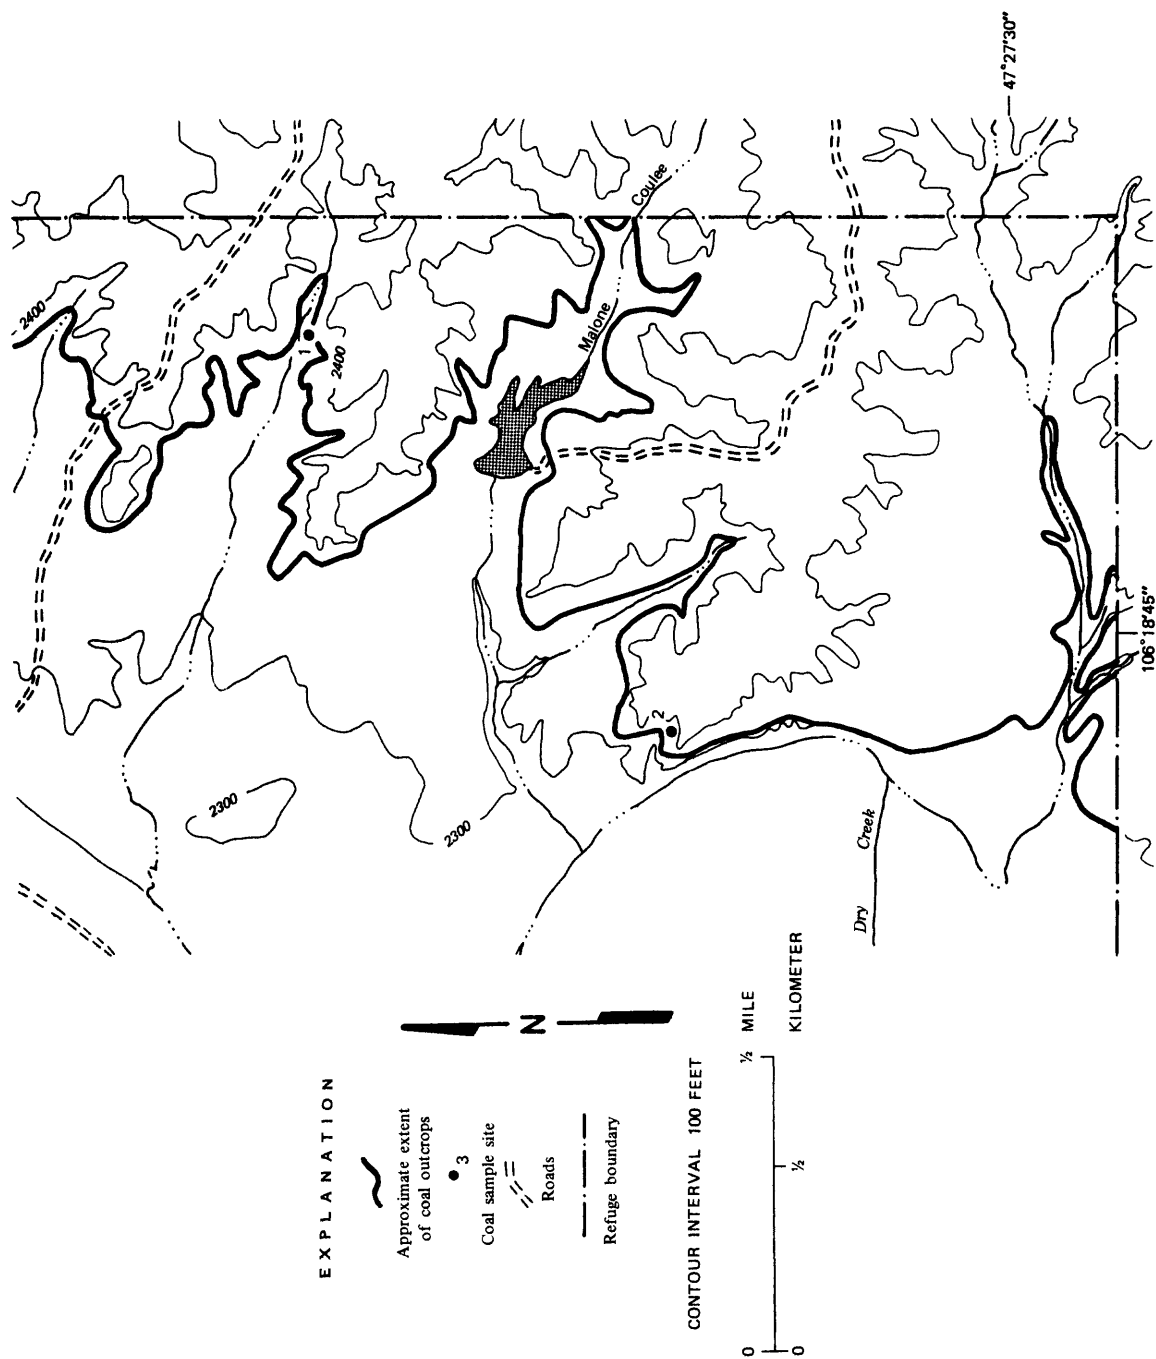 47°27'30"
Coulee
2400
Malone
1
2400
2
106°18'45"
2300
2300
Dry Creek
N
EXPLANATION
Approximate extent
of coal outcrops
3
Coal sample site
Roads
Refuge boundary
CONTOUR INTERVAL 100 FEET
0 ½ MILE
0 ½ KILOMETER